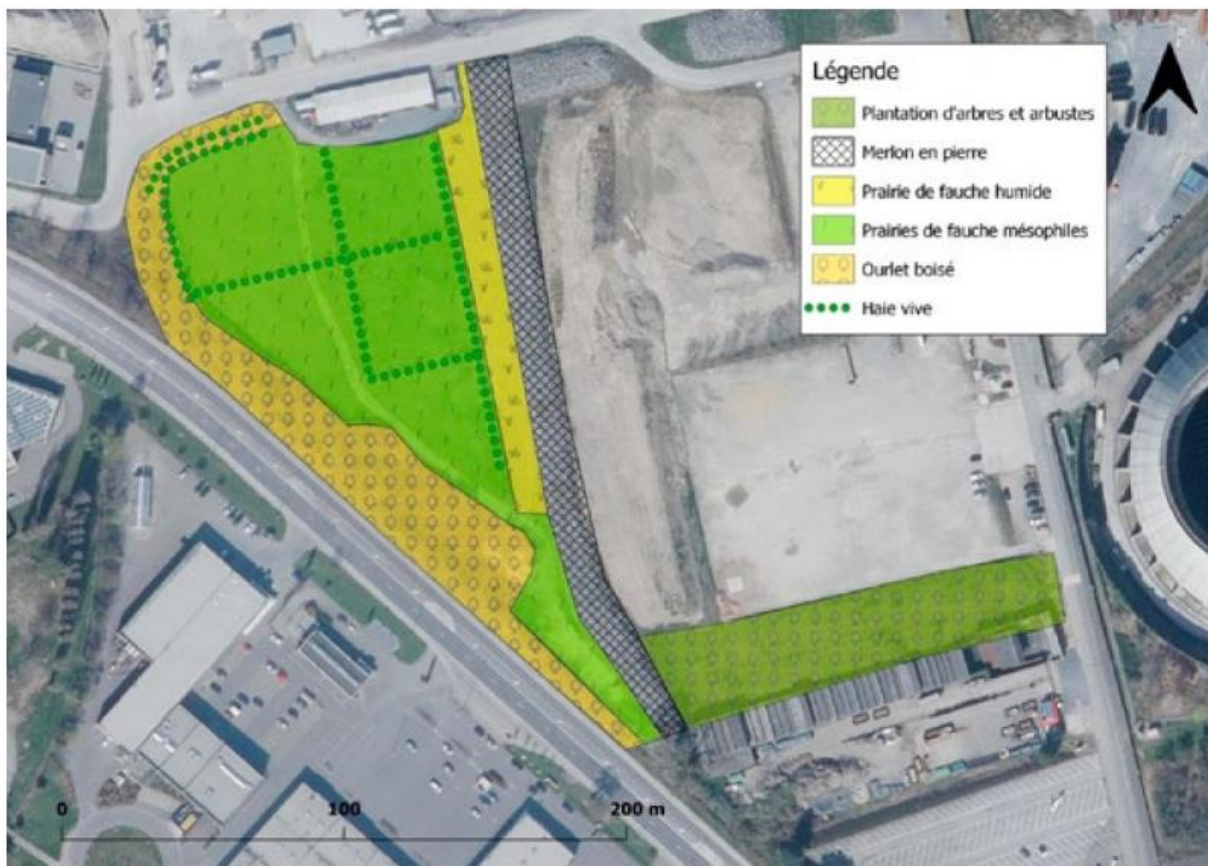 Légende
Plantation d'arbres et arbustes
Merlon en pierre
Prairie de fauche humide
Prairies de fauche mésophiles
Ourlet boisé
Haie vive
0 100 200 m